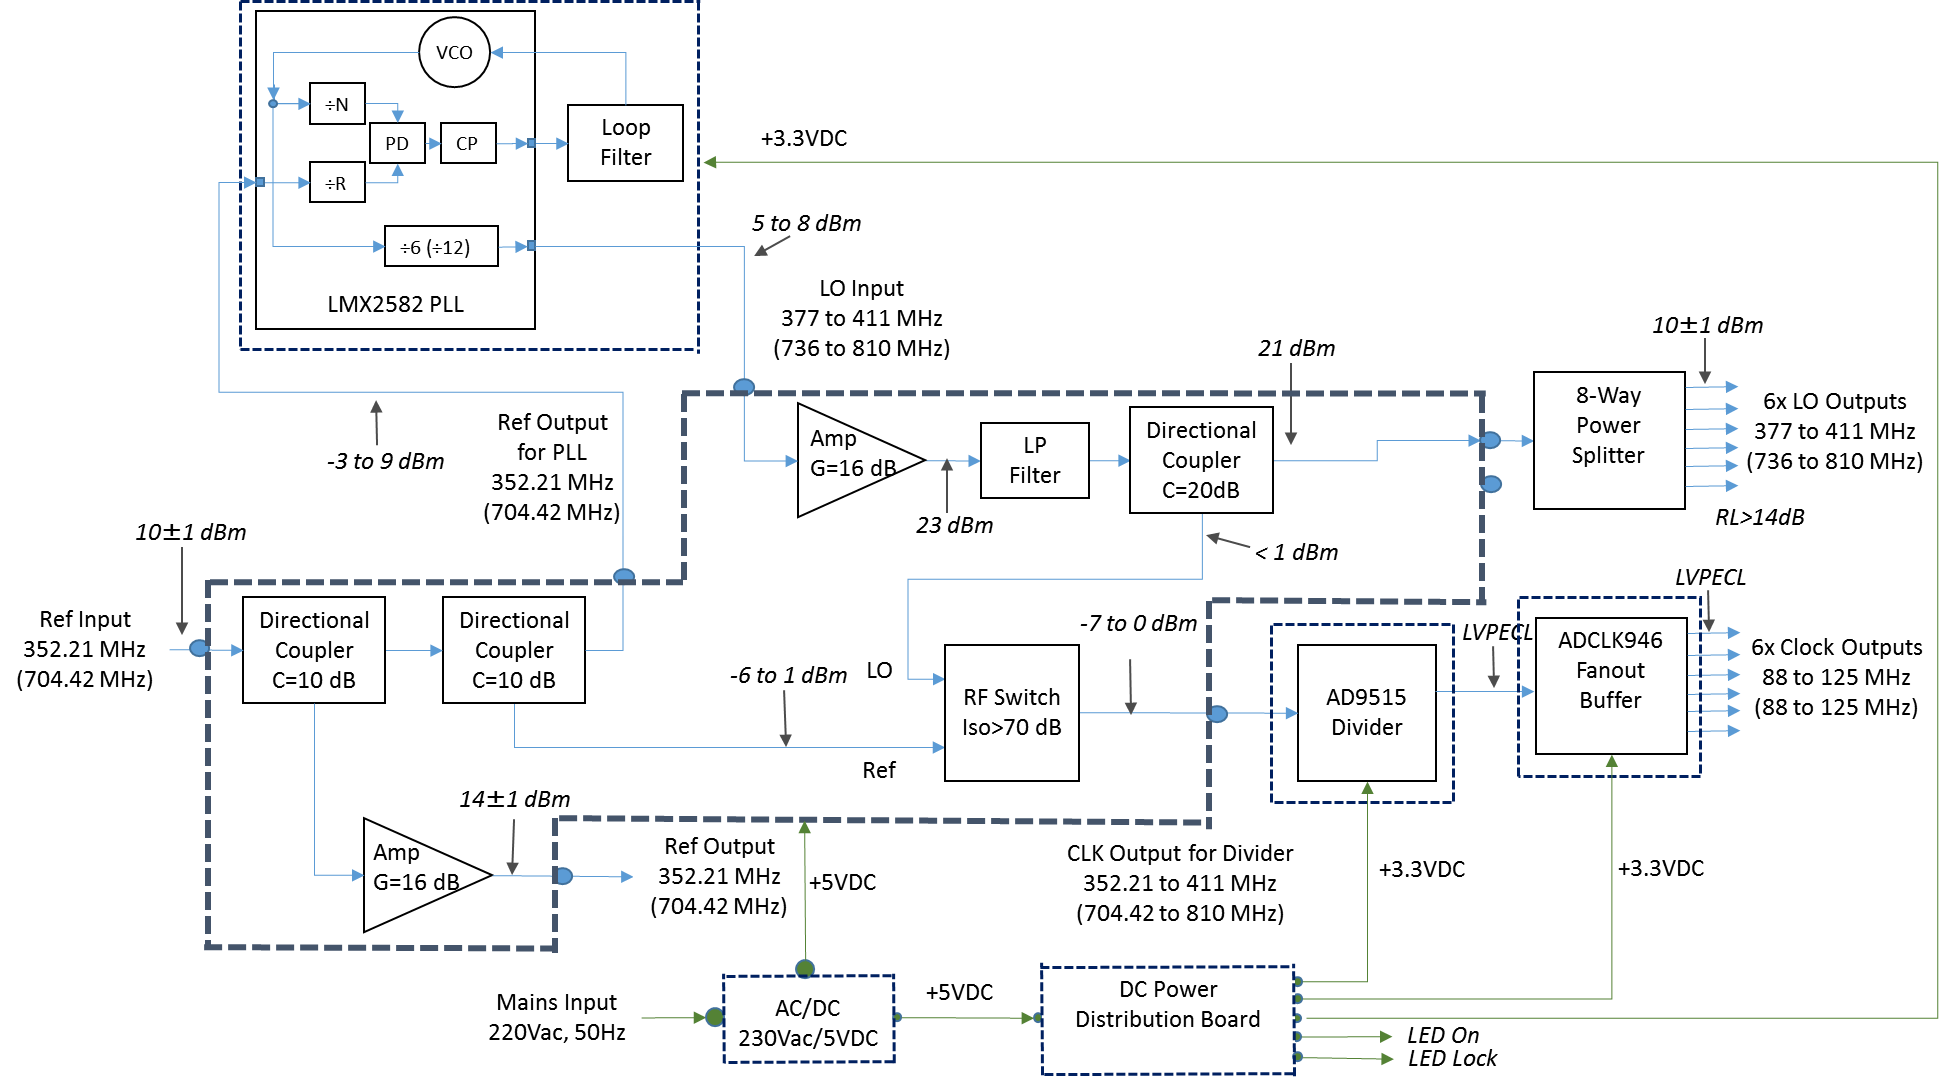 VCO
÷N
PD
CP
÷R
÷6 (÷12)
LMX2582 PLL
Loop
Filter
+3.3VDC
5 to 8 dBm
LO Input
377 to 411 MHz
(736 to 810 MHz)
-3 to 9 dBm
Ref Output
for PLL
352.21 MHz
(704.42 MHz)
Amp
G=16 dB
23 dBm
LP
Filter
Directional
Coupler
C=20dB
21 dBm
< 1 dBm
8-Way
Power
Splitter
10±1 dBm
6x LO Outputs
377 to 411 MHz
(736 to 810 MHz)
RL>14dB
10±1 dBm
Ref Input
352.21 MHz
(704.42 MHz)
Directional
Coupler
C=10 dB
Directional
Coupler
C=10 dB
-6 to 1 dBm
LO
Ref
RF Switch
Iso>70 dB
-7 to 0 dBm
AD9515
Divider
LVPECL
ADCLK946
Fanout
Buffer
LVPECL
6x Clock Outputs
88 to 125 MHz
(88 to 125 MHz)
Amp
G=16 dB
14±1 dBm
Ref Output
352.21 MHz
(704.42 MHz)
+5VDC
CLK Output for Divider
352.21 to 411 MHz
(704.42 to 810 MHz)
+3.3VDC
+3.3VDC
Mains Input
220Vac, 50Hz
AC/DC
230Vac/5VDC
+5VDC
DC Power
Distribution Board
LED On
LED Lock